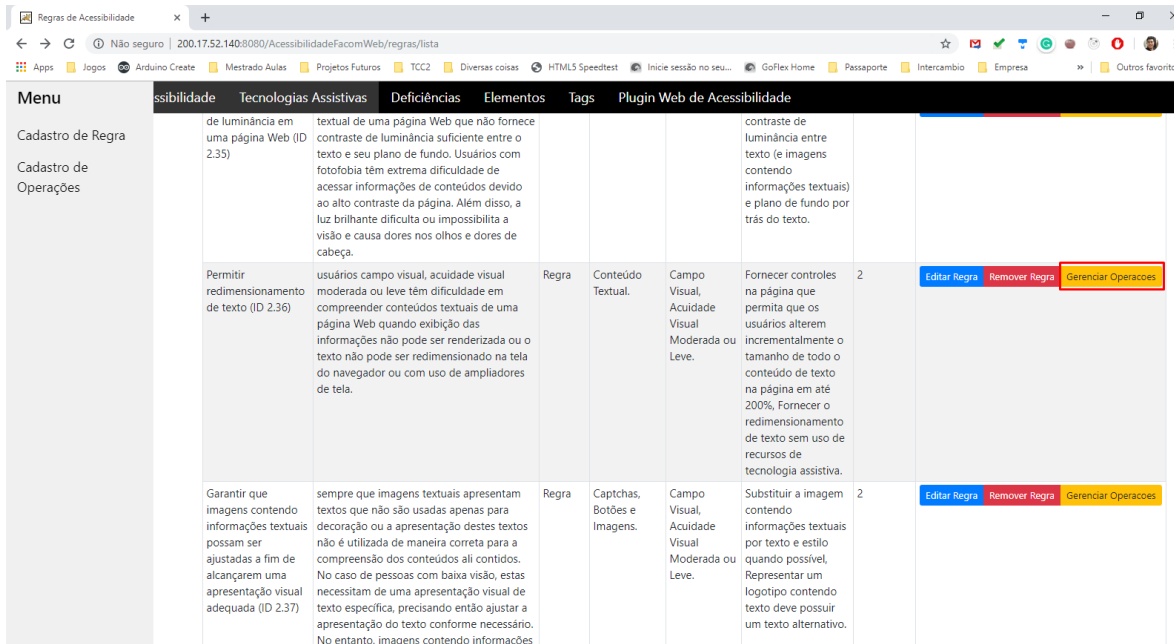 Regras de Acessibilidade
Não seguro | 200.17.52.140:8080/AcessibilidadeFacomWeb/regras/lista
Apps Jogos Arduino Create Mestrado Aulas Projetos Futuros TCC2 Diversas coisas HTML5 Speedtest Inicie sessão no seu... GoFlex Home Passaporte Intercambio Empresa » Outros favorito
Menu
Cadastro de Regra
Cadastro de
Operações
ssibilidade Tecnologias Assistivas Deficiências Elementos Tags Plugin Web de Acessibilidade
de luminância em
uma página Web (ID
2.35)
textual de uma página Web que não fornece
contraste de luminância suficiente entre o
texto e seu plano de fundo. Usuários com
fotofobia têm extrema dificuldade de
acessar informações de conteúdos devido
ao alto contraste da página. Além disso, a
luz brilhante dificulta ou impossibilita a
visão e causa dores nos olhos e dores de
cabeça.
contraste de
luminância entre
texto (e imagens
contendo
informações textuais)
e plano de fundo por
trás do texto.
Permitir
redimensionamento
de texto (ID 2.36)
usuários campo visual, acuidade visual
moderada ou leve têm dificuldade em
compreender conteúdos textuais de uma
página Web quando exibição das
informações não pode ser renderizada ou o
texto não pode ser redimensionado na tela
do navegador ou com uso de ampliadores
de tela.
Regra
Conteúdo
Textual.
Campo
Visual,
Acuidade
Visual
Moderada ou
Leve.
Fornecer controles
na página que
permita que os
usuários alterem
incrementalmente o
tamanho de todo o
conteúdo de texto
na página em até
200%, Fornecer o
redimensionamento
de texto sem uso de
recursos de
tecnologia assistiva.
2
Editar Regra Remover Regra Gerenciar Operacoes
Garantir que
imagens contendo
informações textuais
possam ser
ajustadas a fim de
alcançarem uma
apresentação visual
adequada (ID 2.37)
sempre que imagens textuais apresentam
textos que não são usadas apenas para
decoração ou a apresentação destes textos
não é utilizada de maneira correta para a
compreensão dos conteúdos ali contidos.
No caso de pessoas com baixa visão, estas
necessitam de uma apresentação visual de
texto específica, precisando então ajustar a
apresentação do texto conforme necessário.
No entanto, imagens contendo informações
Regra
Captchas,
Botões e
Imagens.
Campo
Visual,
Acuidade
Visual
Moderada ou
Leve.
Substituir a imagem
contendo
informações textuais
por texto e estilo
quando possível,
Representar um
logotipo contendo
texto deve possuir
um texto alternativo.
2
Editar Regra Remover Regra Gerenciar Operacoes